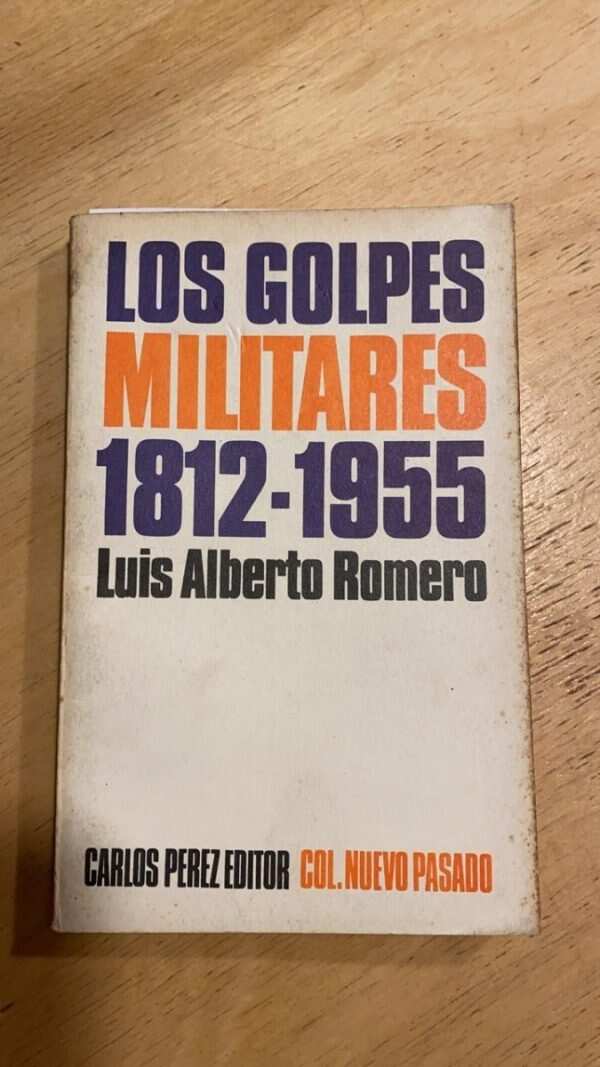 LOS GOLPES
MILITARES
1812-1955
Luis Alberto Romero
CARLOS PEREZ EDITOR COL. NUEVO PASADO